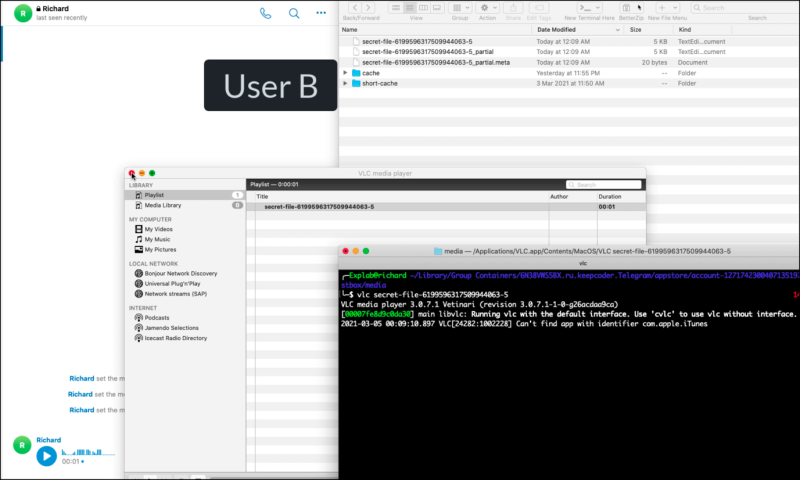 Richard
last seen recently
Back/Forward
View
Group
Action
Share
Edit Tags
New Terminal Here
BetterZip
New File Menu
Search
Search
Name
Date Modified
Size
Kind
secret-file-6199596317509944063-5
Today at 12:09 AM
5 KB
TextEdi...cument
secret-file-6199596317509944063-5_partial
Today at 12:09 AM
5 KB
TextEdi...cument
secret-file-6199596317509944063-5_partial.meta
Today at 12:09 AM
20 bytes
Document
cache
Yesterday at 11:55 PM
Folder
short-cache
3 Mar 2021 at 11:50 AM
Folder
User B
VLC media player
LIBRARY
Playlist
1
Media Library
0
MY COMPUTER
My Videos
My Music
My Pictures
LOCAL NETWORK
Bonjour Network Discovery
Universal Plug'n'Play
Network streams (SAP)
INTERNET
Podcasts
Jamendo Selections
Icecast Radio Directory
Playlist — 0:00:01
Search
Title
Author
Duration
secret-file-6199596317509944063-5
00:01
media — /Applications/VLC.app/Contents/MacOS/VLC secret-file-6199596317509944063-5
vlc
Explab@richard ~/Library/Group Containers/6N38VWS5BX.ru.keepcoder.Telegram/appstore/account-1271742300407135197
stbox/media
vlc secret-file-6199596317509944063-5
VLC media player 3.0.7.1 Vetinari (revision 3.0.7.1-1-0-g26acdaa9ca)
[00007fe8d9c0da30] main libvlc: Running vlc with the default interface. Use 'cvlc' to use vlc without interface.
2021-03-05 00:09:10.897 VLC[24282:1002228] Can't find app with identifier com.apple.iTunes
Richard set the m
Richard set the me
Richard set the m
R
Richard
00:01